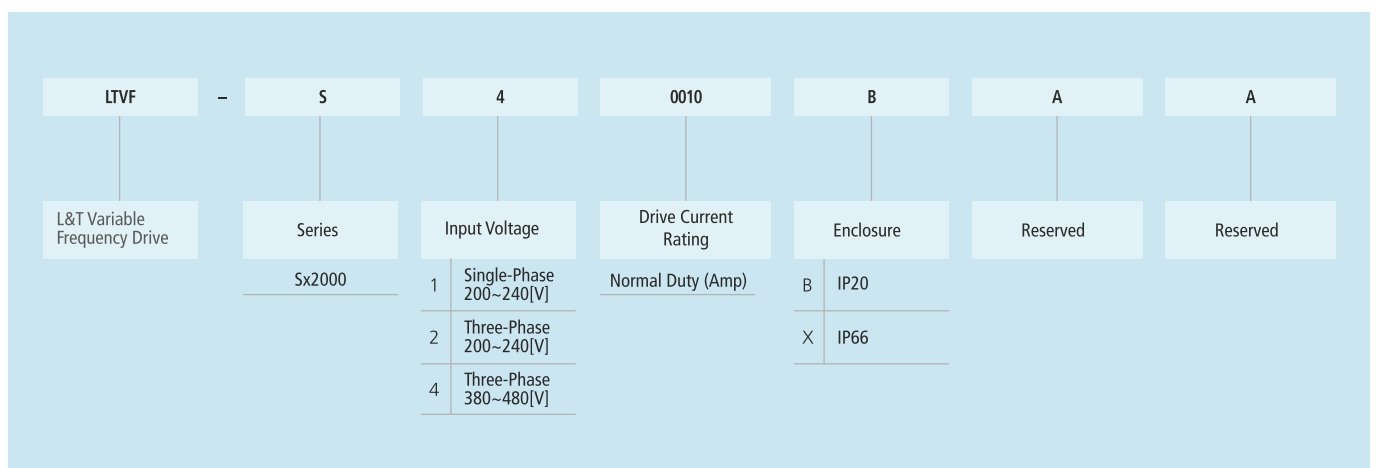 LTVF – S 4 0010 B A A
L&T Variable
Frequency Drive
Series
Input Voltage
Drive Current
Rating
Enclosure
Reserved
Reserved
Sx2000
1 Single-Phase
200~240[V]
2 Three-Phase
200~240[V]
4 Three-Phase
380~480[V]
Normal Duty (Amp)
B IP20
X IP66